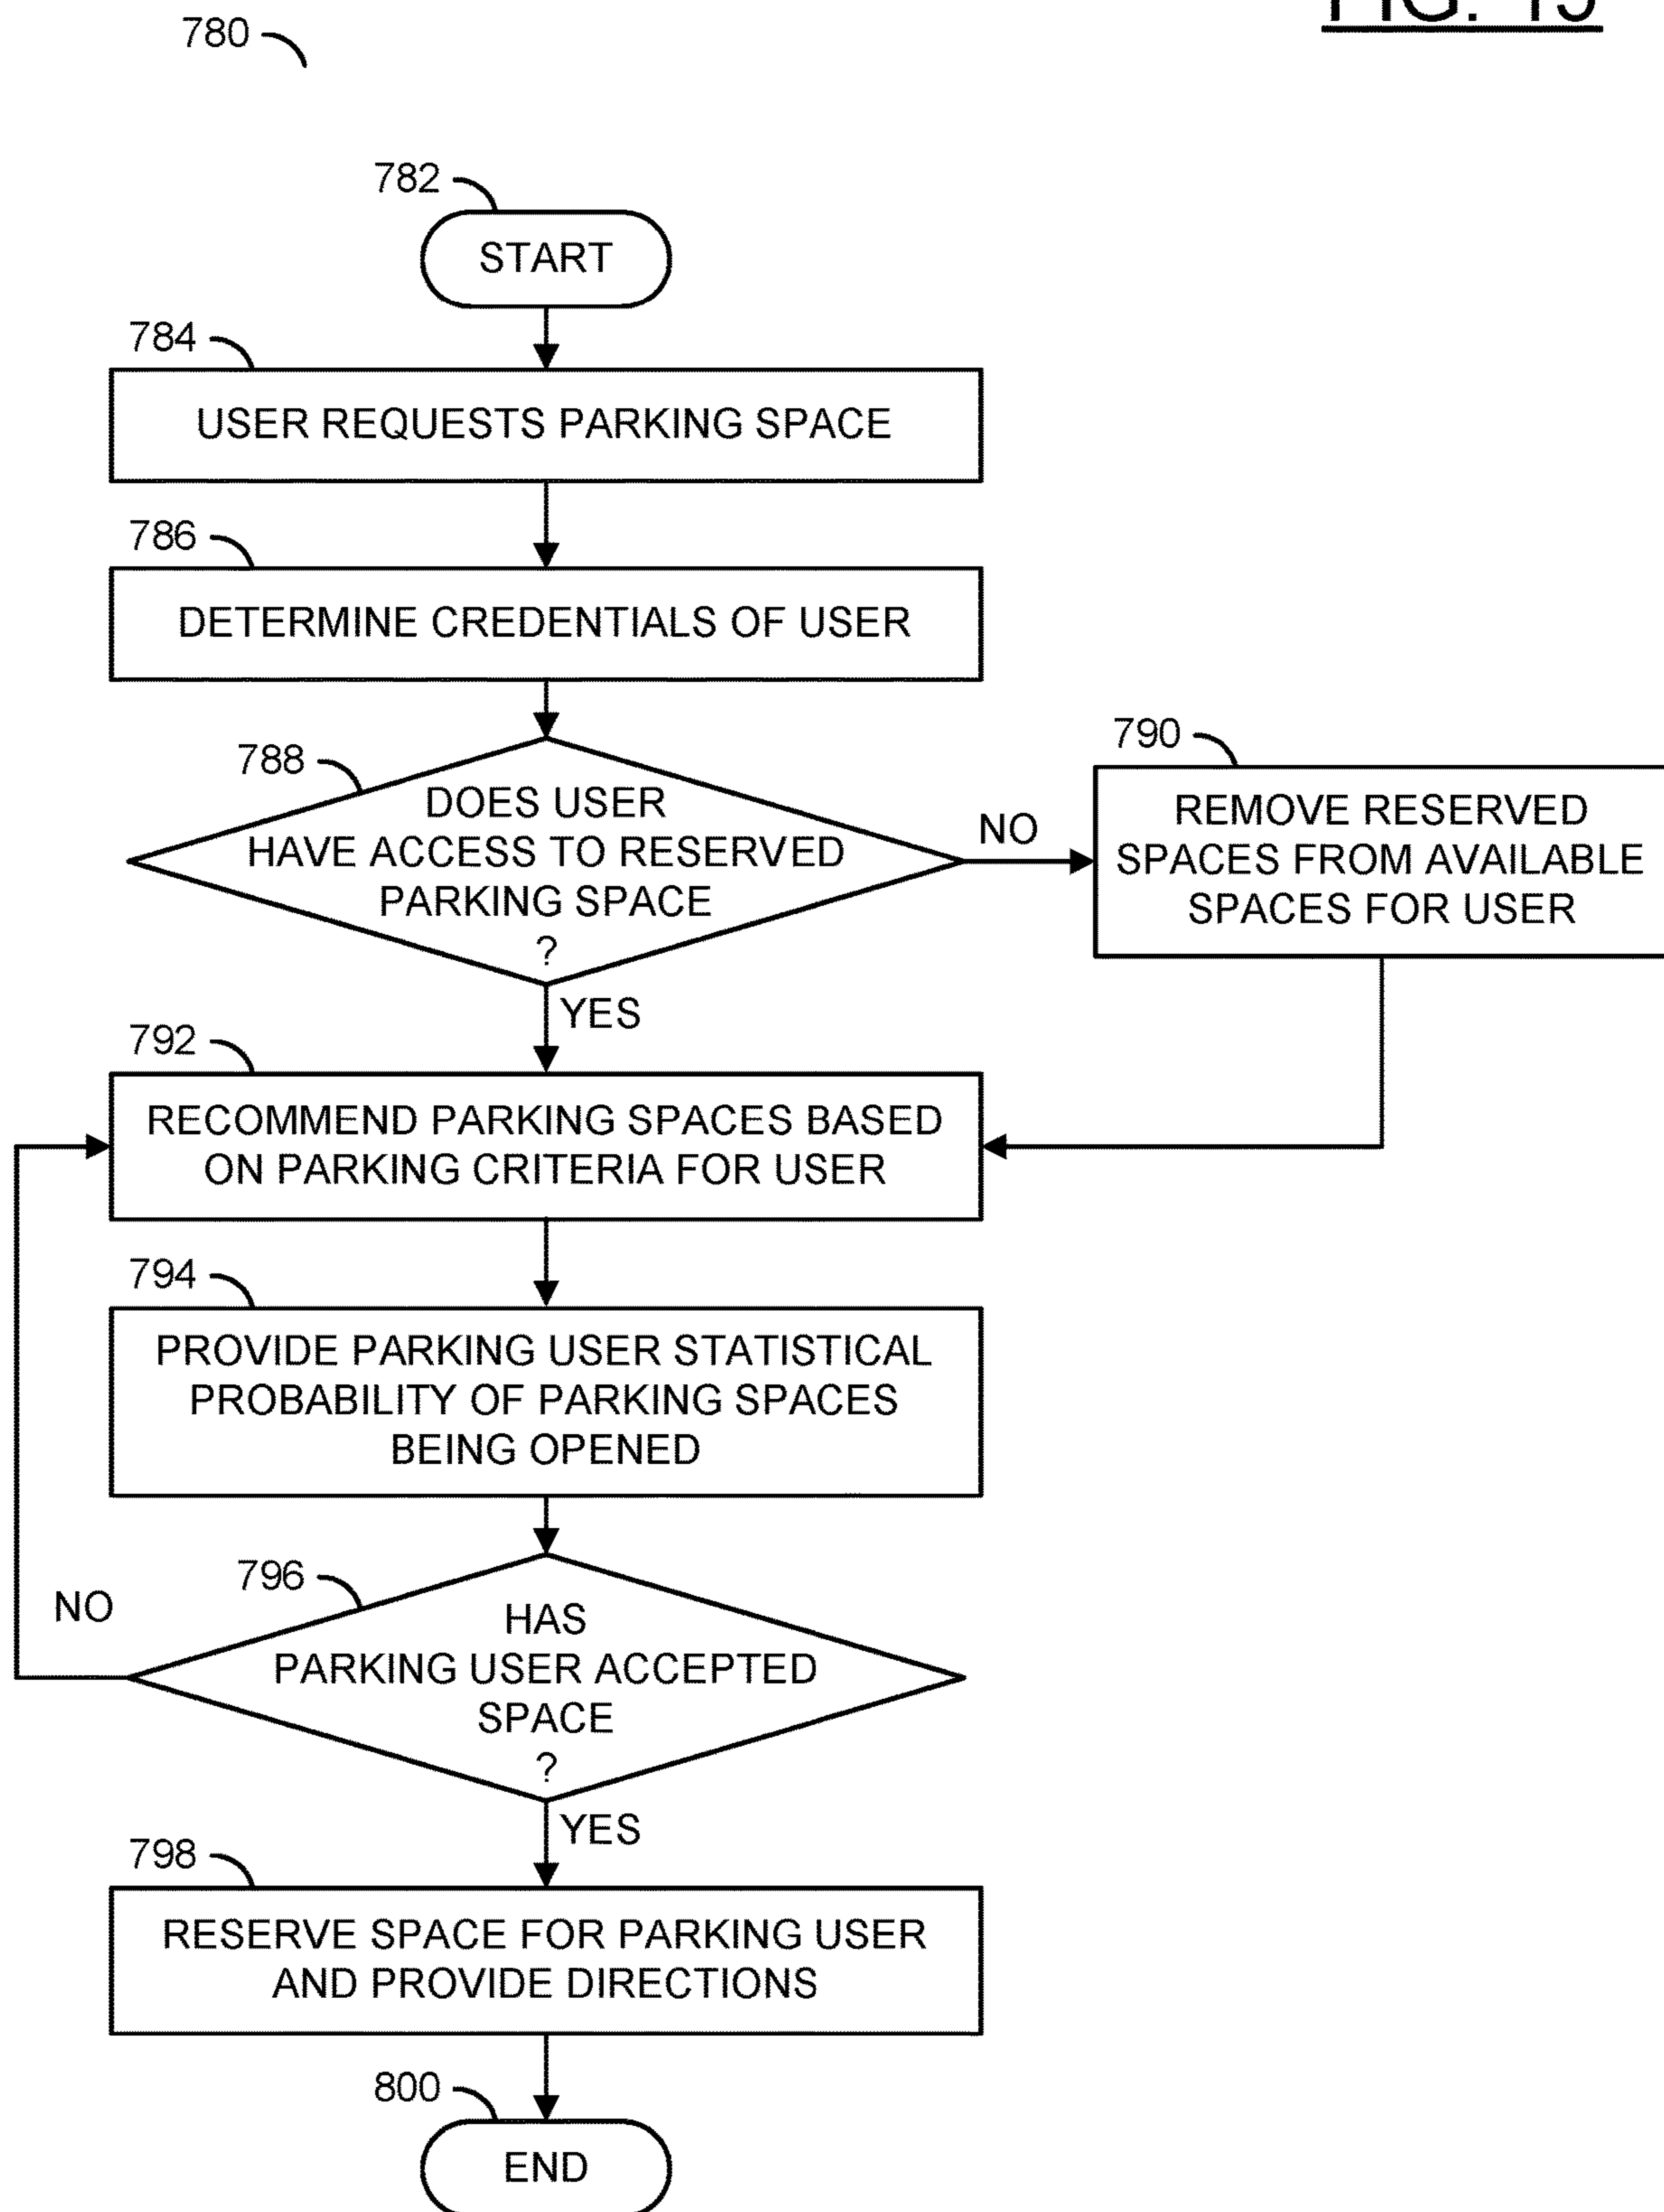 780
782
START
784
USER REQUESTS PARKING SPACE
786
DETERMINE CREDENTIALS OF USER
788
DOES USER
HAVE ACCESS TO RESERVED
PARKING SPACE
?
NO
790
REMOVE RESERVED
SPACES FROM AVAILABLE
SPACES FOR USER
YES
792
RECOMMEND PARKING SPACES BASED
ON PARKING CRITERIA FOR USER
794
PROVIDE PARKING USER STATISTICAL
PROBABILITY OF PARKING SPACES
BEING OPENED
796
NO
HAS
PARKING USER ACCEPTED
SPACE
?
YES
798
RESERVE SPACE FOR PARKING USER
AND PROVIDE DIRECTIONS
800
END